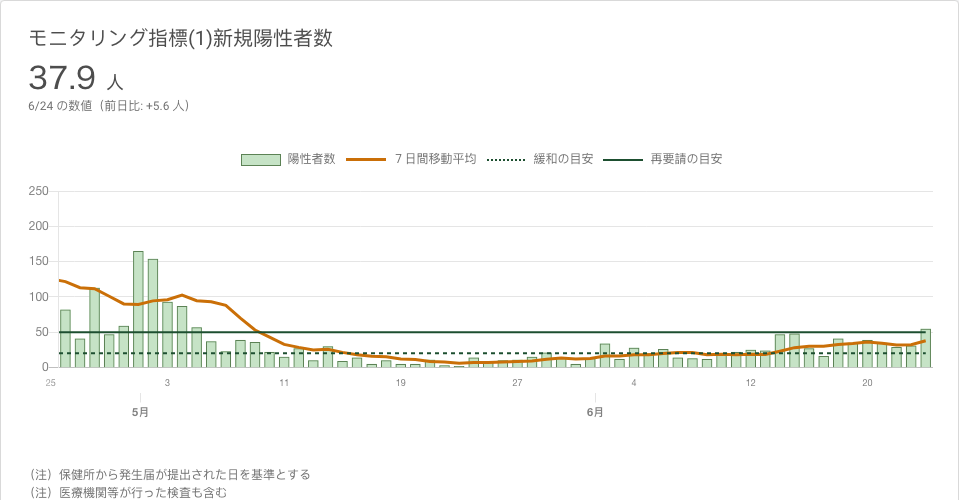 モニタリング指標(1)新規陽性者数
37.9 人
6/24 の数値（前日比: +5.6 人）
陽性者数 7 日間移動平均 緩和の目安 再要請の目安
250
200
150
100
50
0
25 3 11 19 27 4 12 20
5月 6月
（注）保健所から発生届が提出された日を基準とする
（注）医療機関等が行った検査も含む